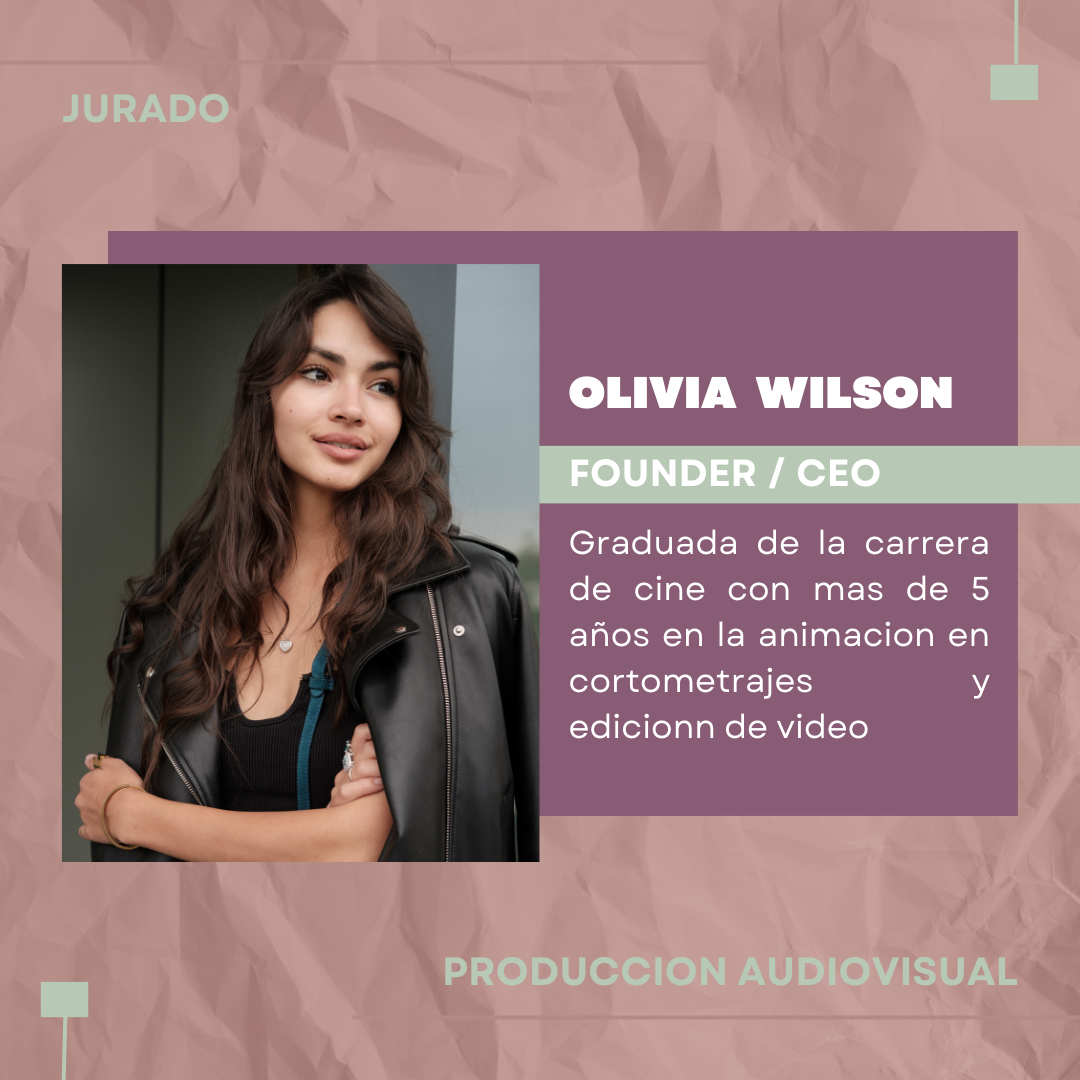 JURADO
OLIVIA WILSON
FOUNDER / CEO
Graduada de la carrera
de cine con mas de 5
años en la animacion en
cortometrajes y
edicionn de video
PRODUCCION AUDIOVISUAL